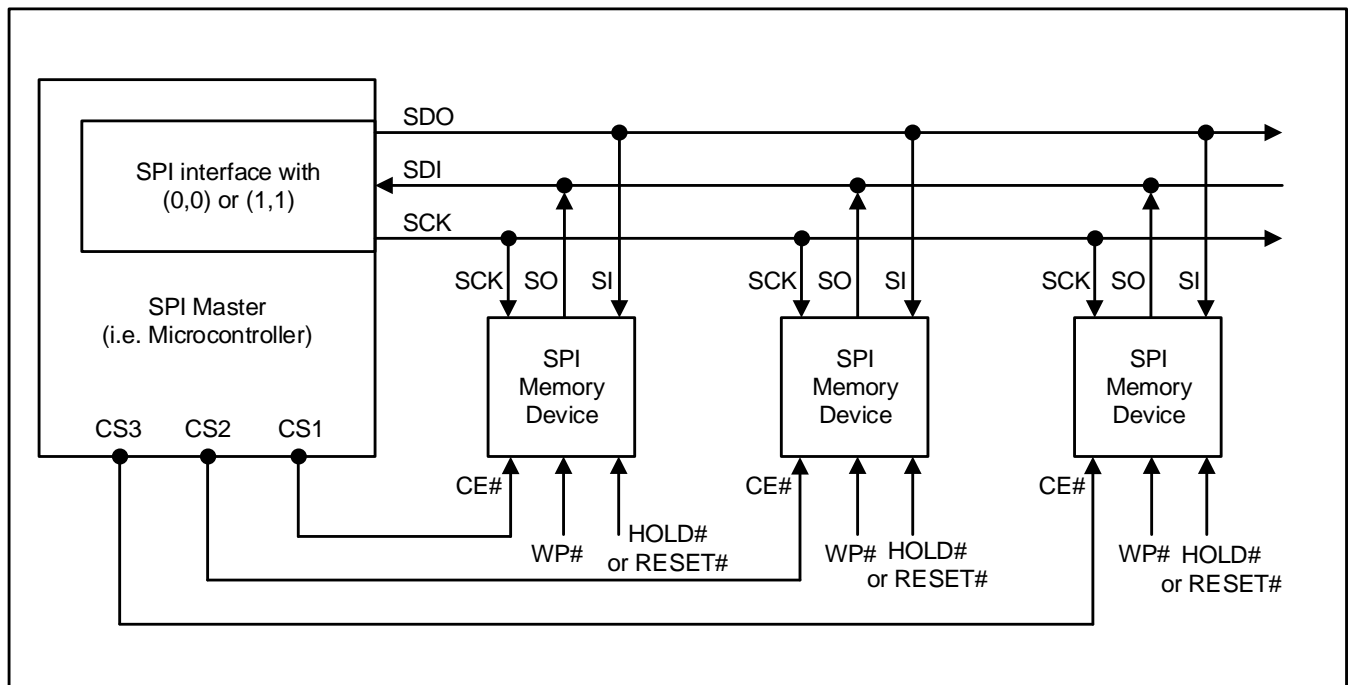 SDO
SPI interface with
(0,0) or (1,1)
SDI
SCK
SPI Master
(i.e. Microcontroller)
SCK
SO
SI
SCK
SO
SI
SCK
SO
SI
SPI
Memory
Device
SPI
Memory
Device
SPI
Memory
Device
CS3
CS2
CS1
CE#
WP#
HOLD#
or RESET#
CE#
WP#
HOLD#
or RESET#
CE#
WP#
HOLD#
or RESET#